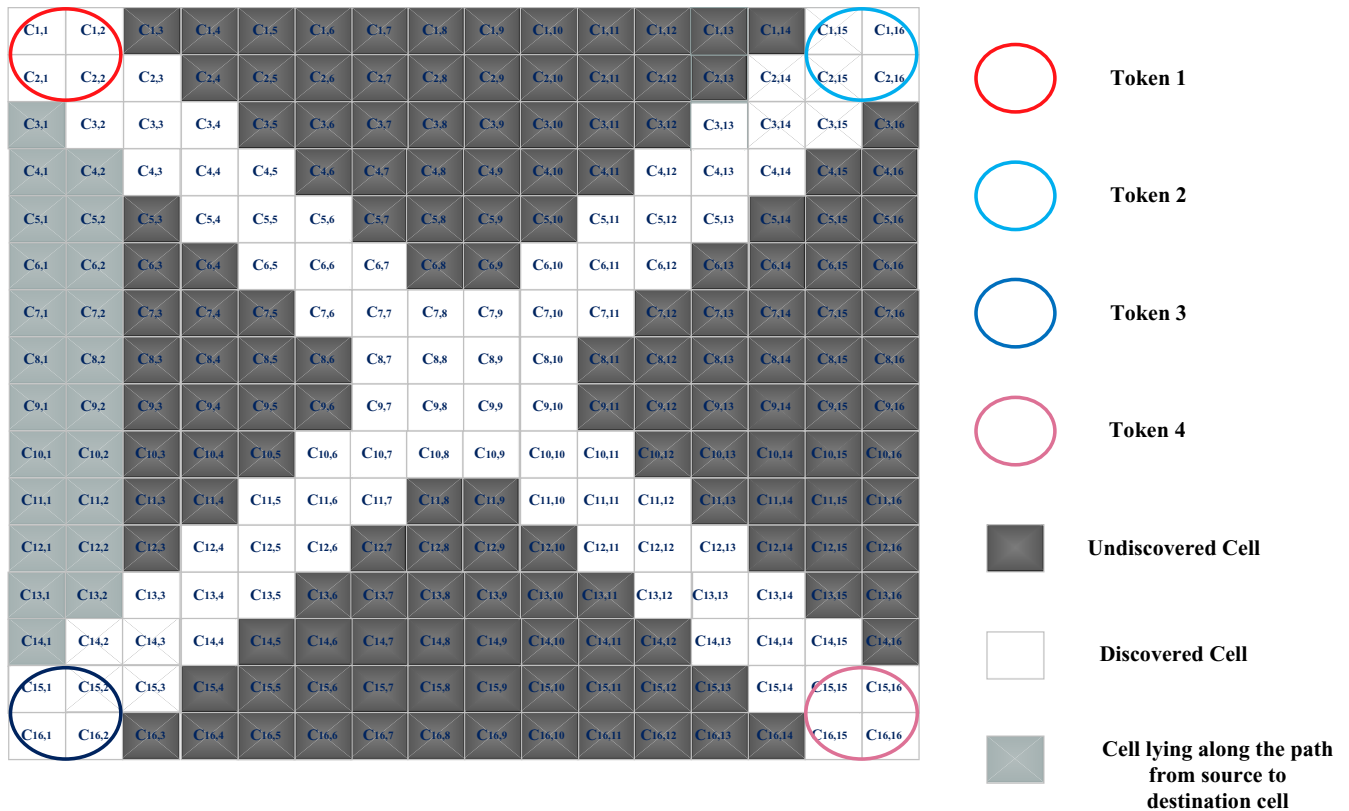 C1,1 C1,2 C1,3 C1,4 C1,5 C1,6 C1,7 C1,8 C1,9 C1,10 C1,11 C1,12 C1,13 C1,14 C1,15 C1,16
C2,1 C2,2 C2,3 C2,4 C2,5 C2,6 C2,7 C2,8 C2,9 C2,10 C2,11 C2,12 C2,13 C2,14 C2,15 C2,16
Token 1
C3,1 C3,2 C3,3 C3,4 C3,5 C3,6 C3,7 C3,8 C3,9 C3,10 C3,11 C3,12 C3,13 C3,14 C3,15 C3,16
C4,1 C4,2 C4,3 C4,4 C4,5 C4,6 C4,7 C4,8 C4,9 C4,10 C4,11 C4,12 C4,13 C4,14 C4,15 C4,16
Token 2
C5,1 C5,2 C5,3 C5,4 C5,5 C5,6 C5,7 C5,8 C5,9 C5,10 C5,11 C5,12 C5,13 C5,14 C5,15 C5,16
C6,1 C6,2 C6,3 C6,4 C6,5 C6,6 C6,7 C6,8 C6,9 C6,10 C6,11 C6,12 C6,13 C6,14 C6,15 C6,16
C7,1 C7,2 C7,3 C7,4 C7,5 C7,6 C7,7 C7,8 C7,9 C7,10 C7,11 C7,12 C7,13 C7,14 C7,15 C7,16
Token 3
C8,1 C8,2 C8,3 C8,4 C8,5 C8,6 C8,7 C8,8 C8,9 C8,10 C8,11 C8,12 C8,13 C8,14 C8,15 C8,16
C9,1 C9,2 C9,3 C9,4 C9,5 C9,6 C9,7 C9,8 C9,9 C9,10 C9,11 C9,12 C9,13 C9,14 C9,15 C9,16
Token 4
C10,1 C10,2 C10,3 C10,4 C10,5 C10,6 C10,7 C10,8 C10,9 C10,10 C10,11 C10,12 C10,13 C10,14 C10,15 C10,16
C11,1 C11,2 C11,3 C11,4 C11,5 C11,6 C11,7 C11,8 C11,9 C11,10 C11,11 C11,12 C11,13 C11,14 C11,15 C11,16
C12,1 C12,2 C12,3 C12,4 C12,5 C12,6 C12,7 C12,8 C12,9 C12,10 C12,11 C12,12 C12,13 C12,14 C12,15 C12,16
Undiscovered Cell
C13,1 C13,2 C13,3 C13,4 C13,5 C13,6 C13,7 C13,8 C13,9 C13,10 C13,11 C13,12 C13,13 C13,14 C13,15 C13,16
C14,1 C14,2 C14,3 C14,4 C14,5 C14,6 C14,7 C14,8 C14,9 C14,10 C14,11 C14,12 C14,13 C14,14 C14,15 C14,16
Discovered Cell
C15,1 C15,2 C15,3 C15,4 C15,5 C15,6 C15,7 C15,8 C15,9 C15,10 C15,11 C15,12 C15,13 C15,14 C15,15 C15,16
C16,1 C16,2 C16,3 C16,4 C16,5 C16,6 C16,7 C16,8 C16,9 C16,10 C16,11 C16,12 C16,13 C16,14 C16,15 C16,16
Cell lying along the path
from source to
destination cell